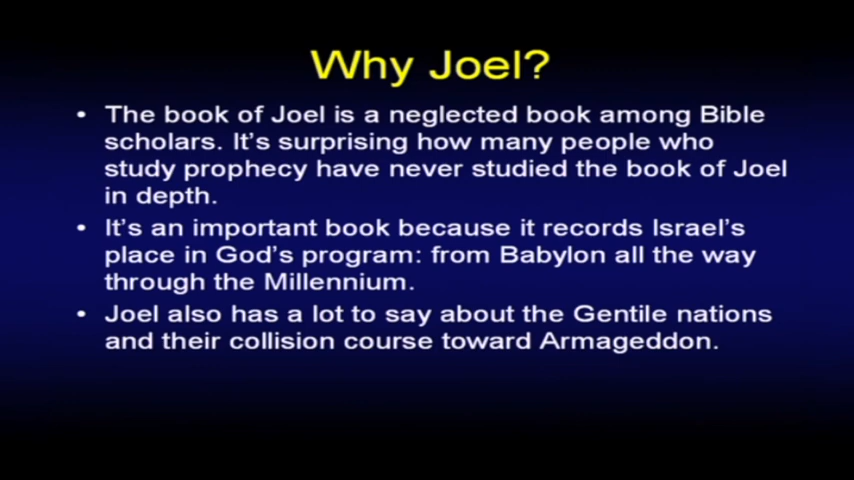 Why Joel?
• The book of Joel is a neglected book among Bible
scholars. It's surprising how many people who
study prophecy have never studied the book of Joel
in depth.
• It's an important book because it records Israel's
place in God's program: from Babylon all the way
through the Millennium.
• Joel also has a lot to say about the Gentile nations
and their collision course toward Armageddon.